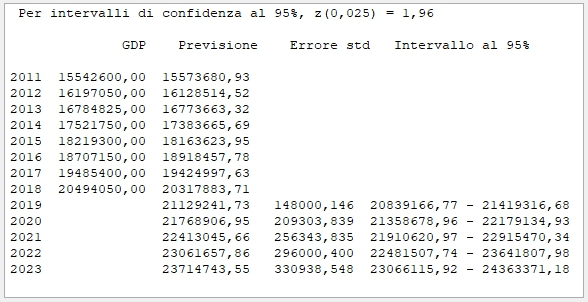 Per intervalli di confidenza al 95%, z(0,025) = 1,96
GDP Previsione Errore std Intervallo al 95%
2011 15542600,00 15573680,93
2012 16197050,00 16128514,52
2013 16784825,00 16773663,32
2014 17521750,00 17383665,69
2015 18219300,00 18163623,95
2016 18707150,00 18918457,78
2017 19485400,00 19424997,63
2018 20494050,00 20317883,71
2019 21129241,73 148000,146 20839166,77 - 21419316,68
2020 21768906,95 209303,839 21358678,96 - 22179134,93
2021 22413045,66 256343,835 21910620,97 - 22915470,34
2022 23061657,86 296000,400 22481507,74 - 23641807,98
2023 23714743,55 330938,548 23066115,92 - 24363371,18